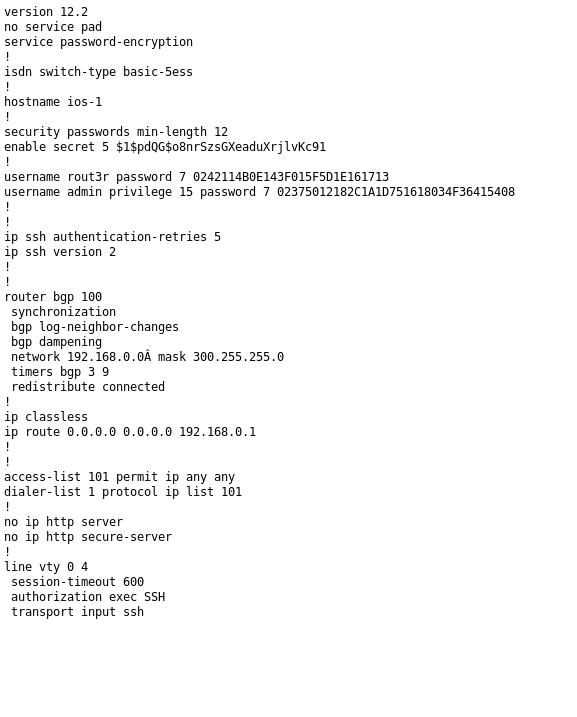 version 12.2
no service pad
service password-encryption
!
isdn switch-type basic-5ess
!
hostname ios-1
!
security passwords min-length 12
enable secret 5 $1$pdQG$o8nrSzsGXeaduXrjlvKc91
!
username rout3r password 7 0242114B0E143F015F5D1E161713
username admin privilege 15 password 7 02375012182C1A1D751618034F36415408
!
!
ip ssh authentication-retries 5
ip ssh version 2
!
!
router bgp 100
 synchronization
 bgp log-neighbor-changes
 bgp dampening
 network 192.168.0.0Â mask 300.255.255.0
 timers bgp 3 9
 redistribute connected
!
ip classless
ip route 0.0.0.0 0.0.0.0 192.168.0.1
!
!
access-list 101 permit ip any any
dialer-list 1 protocol ip list 101
!
no ip http server
no ip http secure-server
!
line vty 0 4
 session-timeout 600
 authorization exec SSH
 transport input ssh